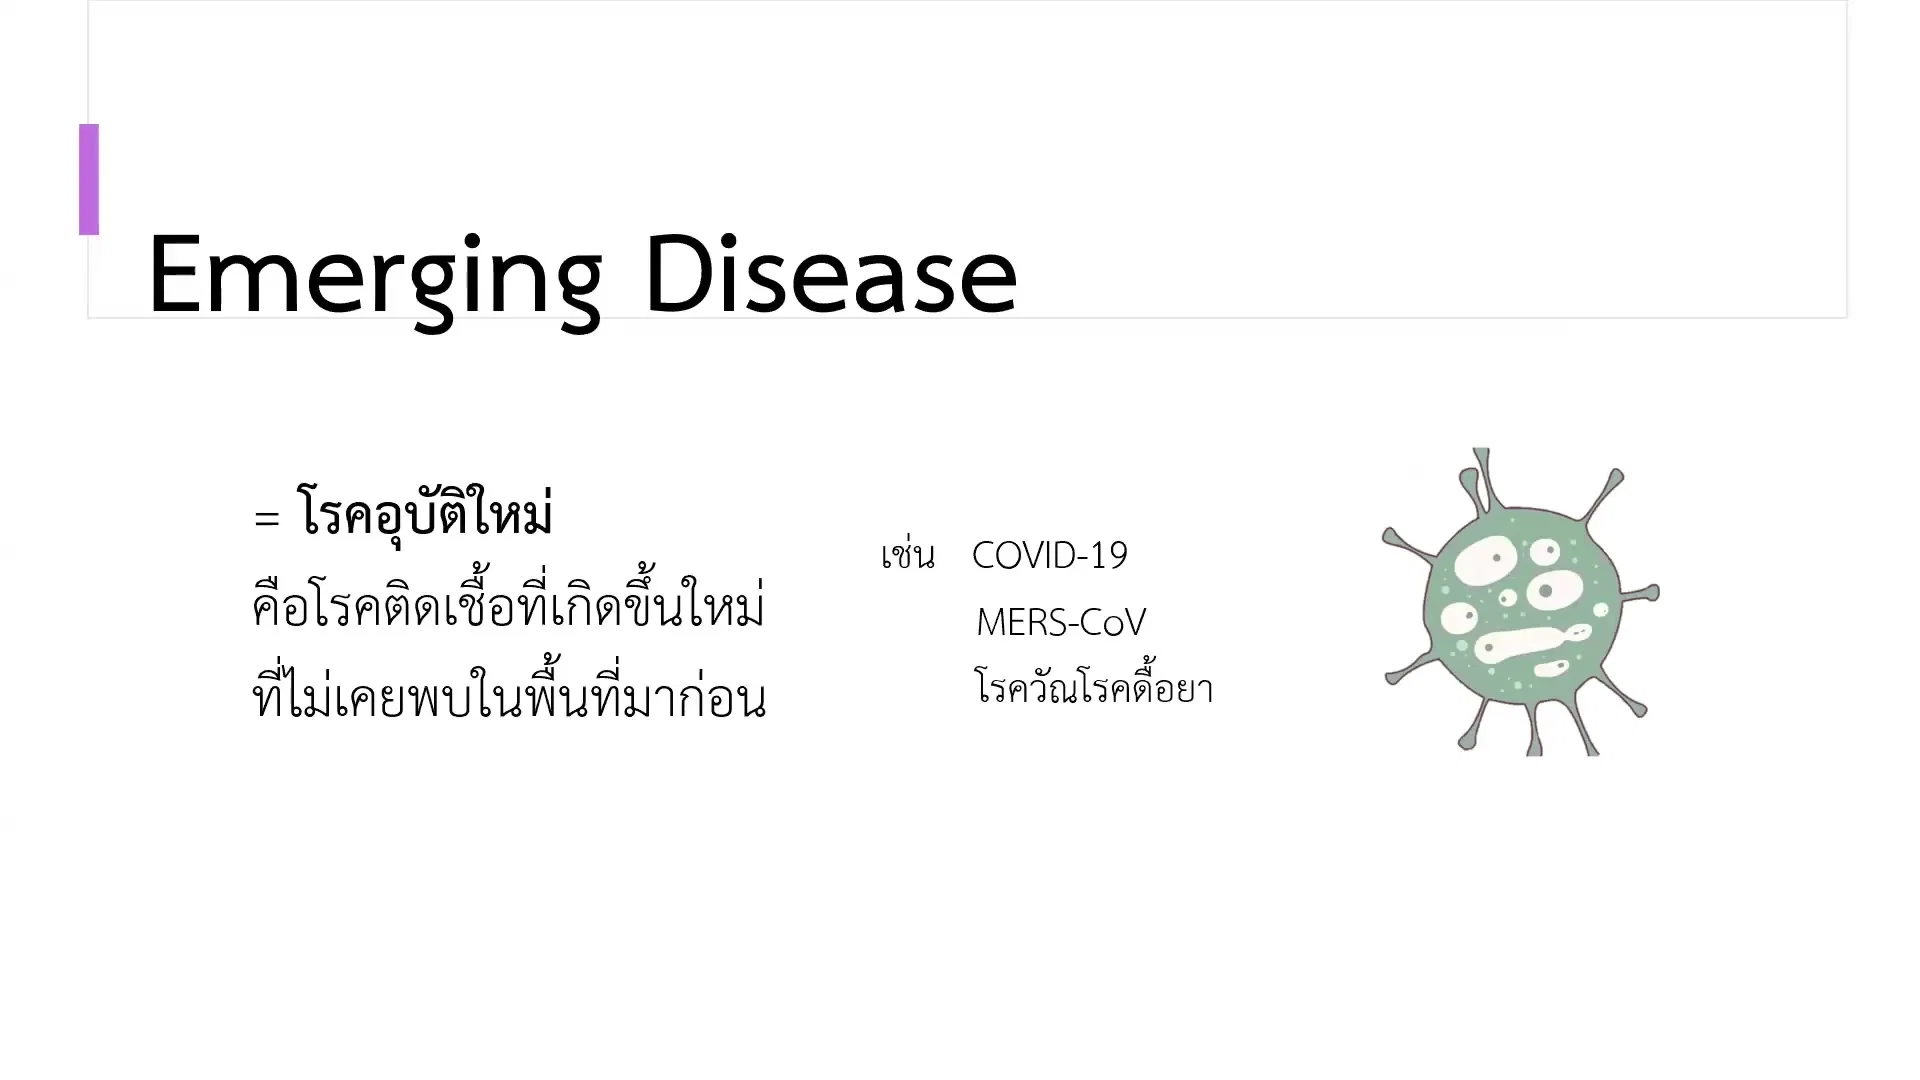 Emerging Disease
= โรคอุบัติใหม่
คือโรคติดเชื้อที่เกิดขึ้นใหม่
ที่ไม่เคยพบในพื้นที่มาก่อน
เช่น COVID-19
MERS-CoV
โรควัณโรคดื้อยา